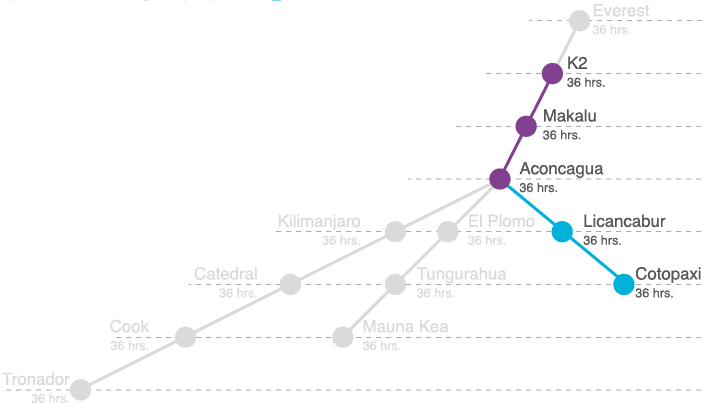 Everest
36 hrs.
K2
36 hrs.
Makalu
36 hrs.
Aconcagua
36 hrs.
Kilimanjaro
36 hrs.
El Plomo
36 hrs.
Licancabur
36 hrs.
Catedral
36 hrs.
Tungurahua
36 hrs.
Cotopaxi
36 hrs.
Cook
36 hrs.
Mauna Kea
36 hrs.
Tronador
36 hrs.